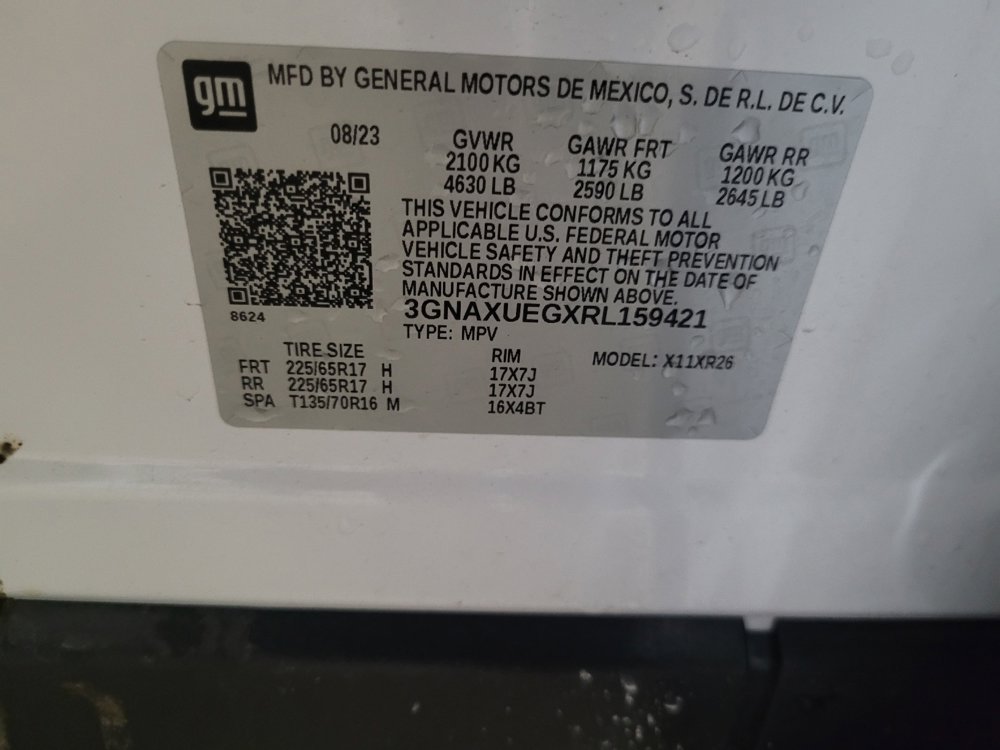 gm MFD BY GENERAL MOTORS DE MEXICO, S. DE R.L. DE C.V.
08/23 GVWR GAWR FRT GAWR RR
2100 KG 1175 KG 1200 KG
4630 LB 2590 LB 2645 LB
THIS VEHICLE CONFORMS TO ALL
APPLICABLE U.S. FEDERAL MOTOR
VEHICLE SAFETY AND THEFT PREVENTION
STANDARDS IN EFFECT ON THE DATE OF
MANUFACTURE SHOWN ABOVE.
8624 3GNAXUEGXRL159421
TYPE: MPV
TIRE SIZE RIM MODEL: X11XR26
FRT 225/65R17 H 17X7J
RR 225/65R17 H 17X7J
SPA T135/70R16 M 16X4BT